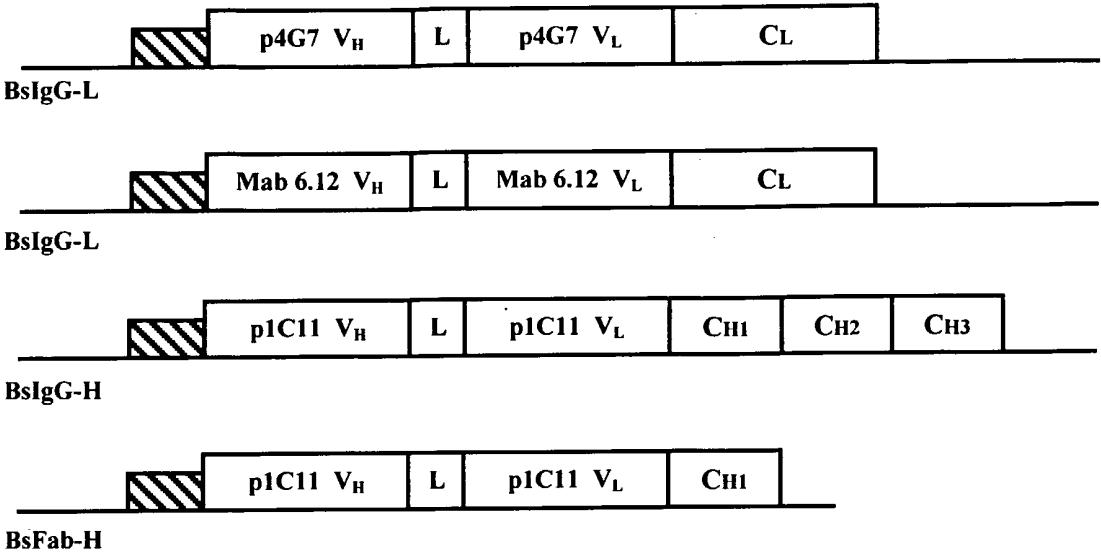 p4G7 VH L p4G7 VL CL
BsIgG-L
Mab 6.12 VH L Mab 6.12 VL CL
BsIgG-L
p1C11 VH L p1C11 VL CH1 CH2 CH3
BsIgG-H
p1C11 VH L p1C11 VL CH1
BsFab-H